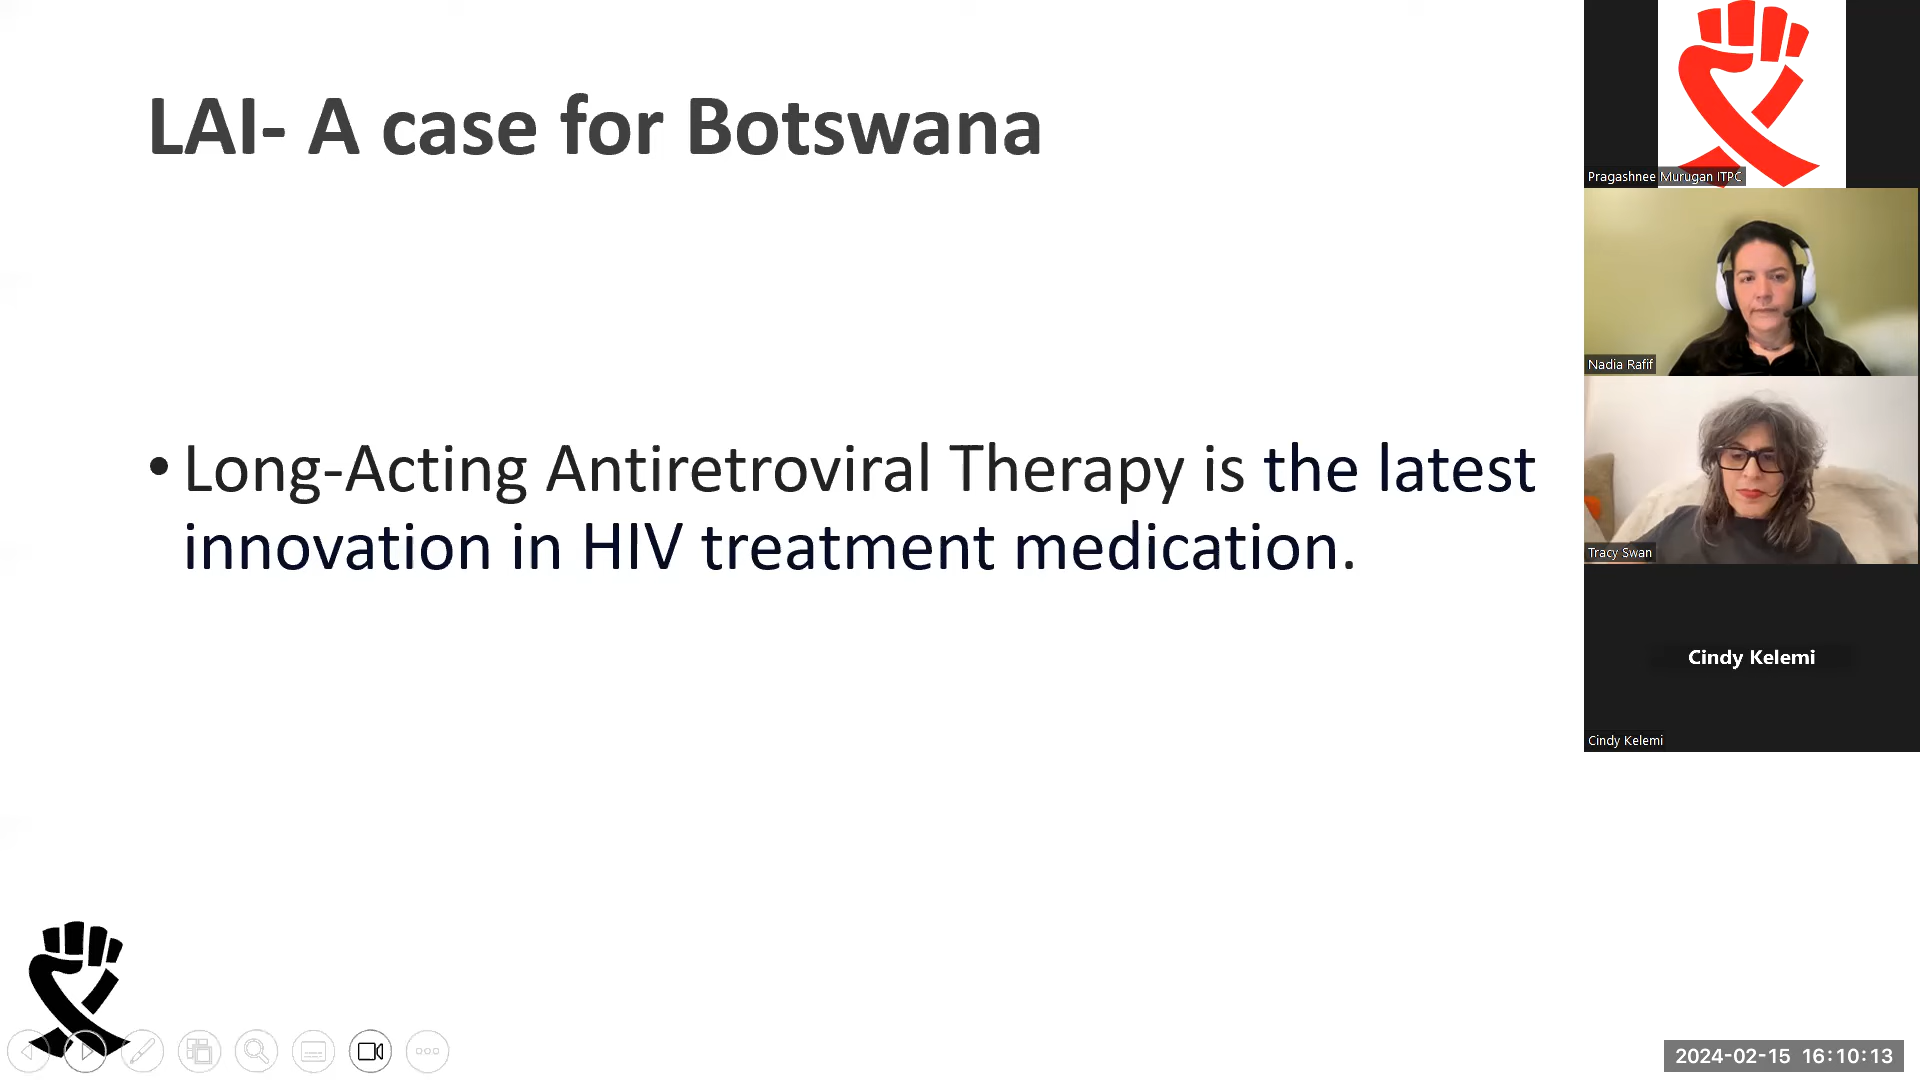 LAI- A case for Botswana
• Long-Acting Antiretroviral Therapy is the latest
innovation in HIV treatment medication.
Pragashnee Murugan ITPC
Nadia Rafif
Tracy Swan
Cindy Kelemi
Cindy Kelemi
2024-02-15 16:10:13